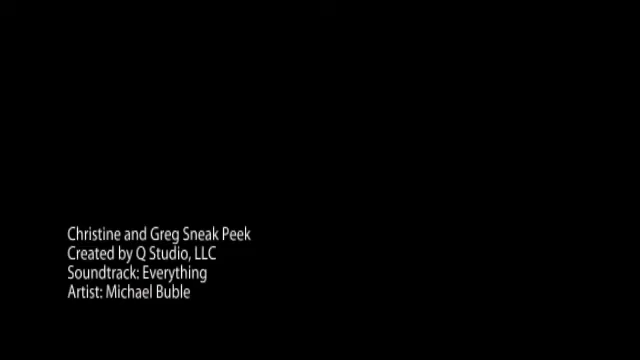 Christine and Greg Sneak Peek
Created by Q Studio, LLC
Soundtrack: Everything
Artist: Michael Buble